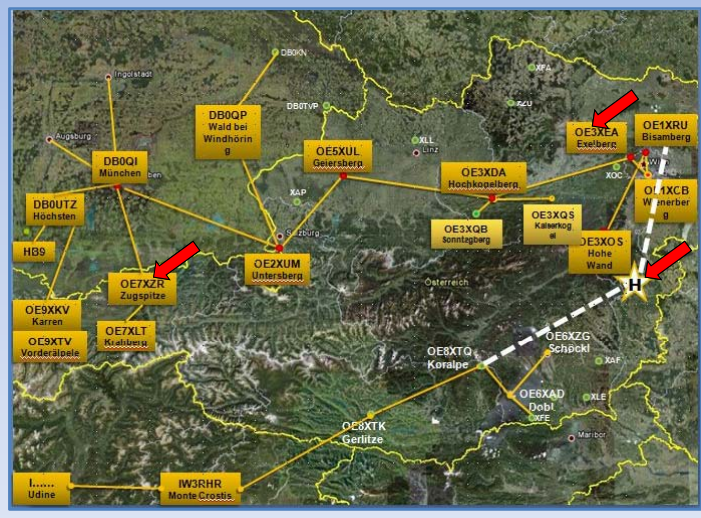 DB0KN
XFA
Ingolstadt
DB0TVP
XZU
DB0QP
Wald bei
Windhörin
g
OE3XEA
Exelberg
OE1XRU
Bisamberg
Augsburg
XLL
Linz
OE5XUL
Geiersberg
DB0QI
München
XOC
OE3XDA
Hochkogelberg
OE1XCB
Wienerber
g
DB0UTZ
Höchsten
XAP
OE3XQB
Sonntagberg
OE3XQS
Kaiserkog
el
OE3XOS
Hohe
Wand
Salzburg
HB9
OE2XUM
Untersberg
OE7XZR
Zugspitze
Österreich
H
OE9XKV
Karren
OE7XLT
Krahberg
OE9XTV
Vorderälpele
OE8XTQ
Koralpe
OE6XZG
Schöckl
XAF
OE6XAD
Dobl
XLE
XFE
OE8XTK
Gerlitze
Maribor
I......
Udine
IW3RHR
Monte Crostis